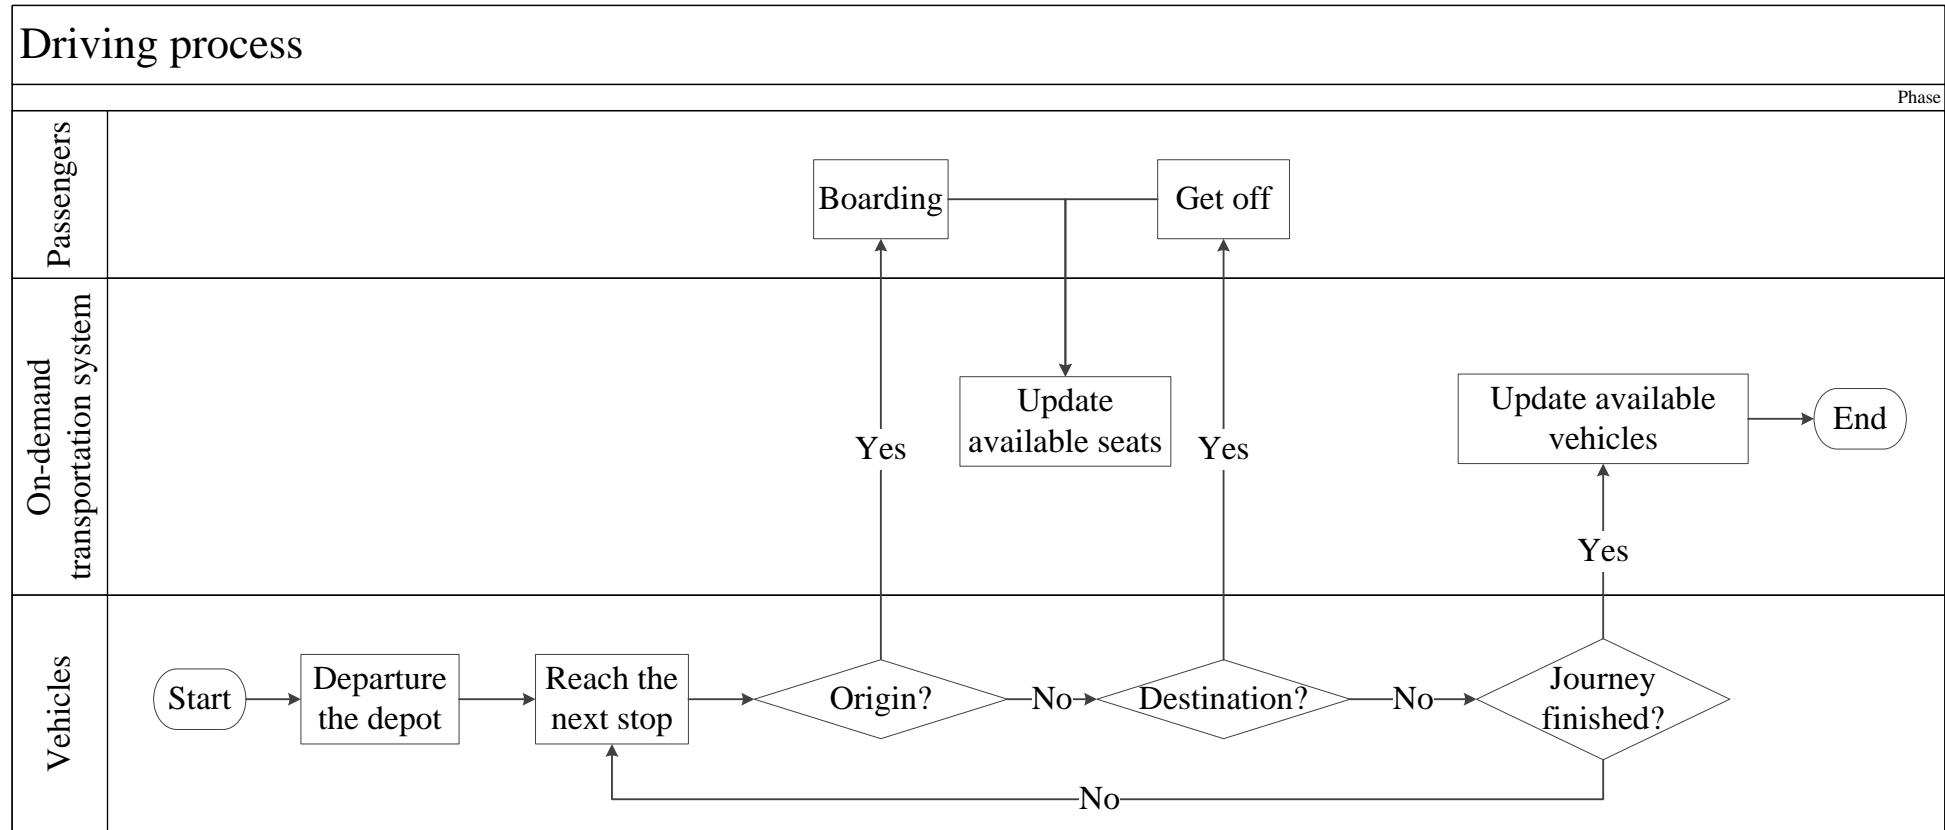 Driving process
Phase
Passengers
Boarding
Get off
On-demand
transportation system
Update
available seats
Update available
vehicles
End
Yes
Yes
Yes
Vehicles
Start
Departure
the depot
Reach the
next stop
Origin?
No
Destination?
No
Journey
finished?
No